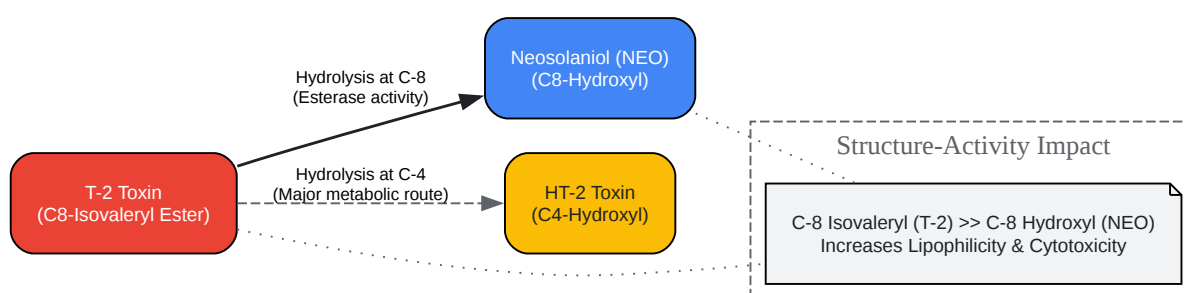 Neosolaniol (NEO)
(C8-Hydroxyl)
Hydrolysis at C-8
(Esterase activity)
T-2 Toxin
(C8-Isovaleryl Ester)
Hydrolysis at C-4
(Major metabolic route)
HT-2 Toxin
(C4-Hydroxyl)
Structure-Activity Impact
C-8 Isovaleryl (T-2) >> C-8 Hydroxyl (NEO)
Increases Lipophilicity & Cytotoxicity